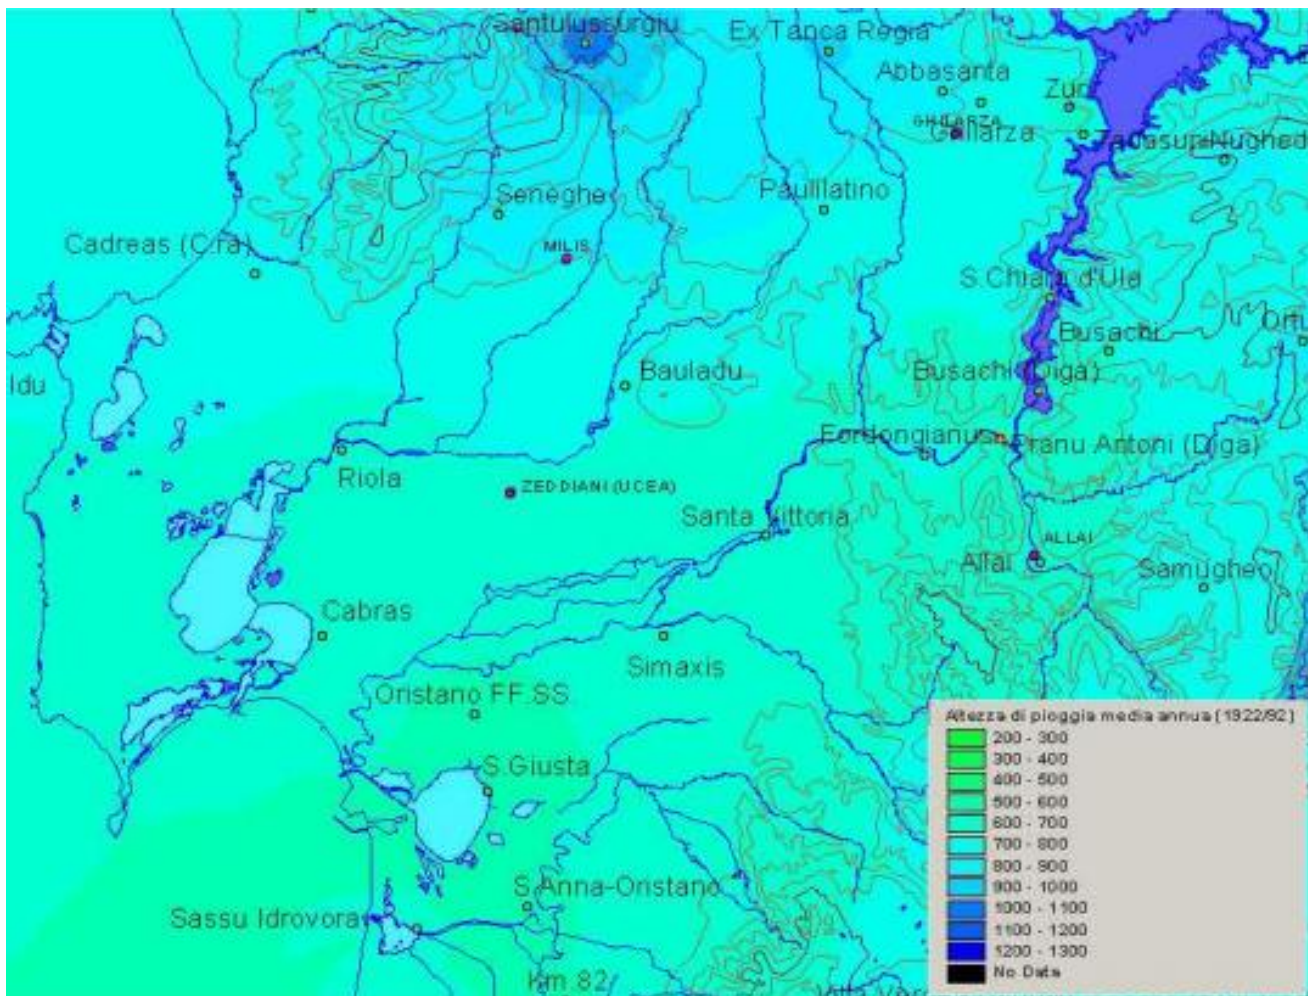 Santulussurgiu
Ex Tanca Regia
Abbasanta
Zuri
GHILARZA
Ghilarza
Seneghe
Paulilatino
Cadreas (C.ra)
MILIS
S.Chiara d'Ula
Busachi
Bauladu
Busachi (Diga)
Fordongianus
Pranu Antoni (Diga)
Riola
ZEDDIANI (UCEA)
Santa Vittoria
ALLAI
Allai
Samugheo
Cabras
Simaxis
Oristano FF.SS.
S.Giusta
S.Anna-Oristano
Sassu Idrovora
Km 82
Altezza di pioggia media annua (1922/92)
200 - 300
300 - 400
400 - 500
500 - 600
600 - 700
700 - 800
800 - 900
900 - 1000
1000 - 1100
1100 - 1200
1200 - 1300
No Data